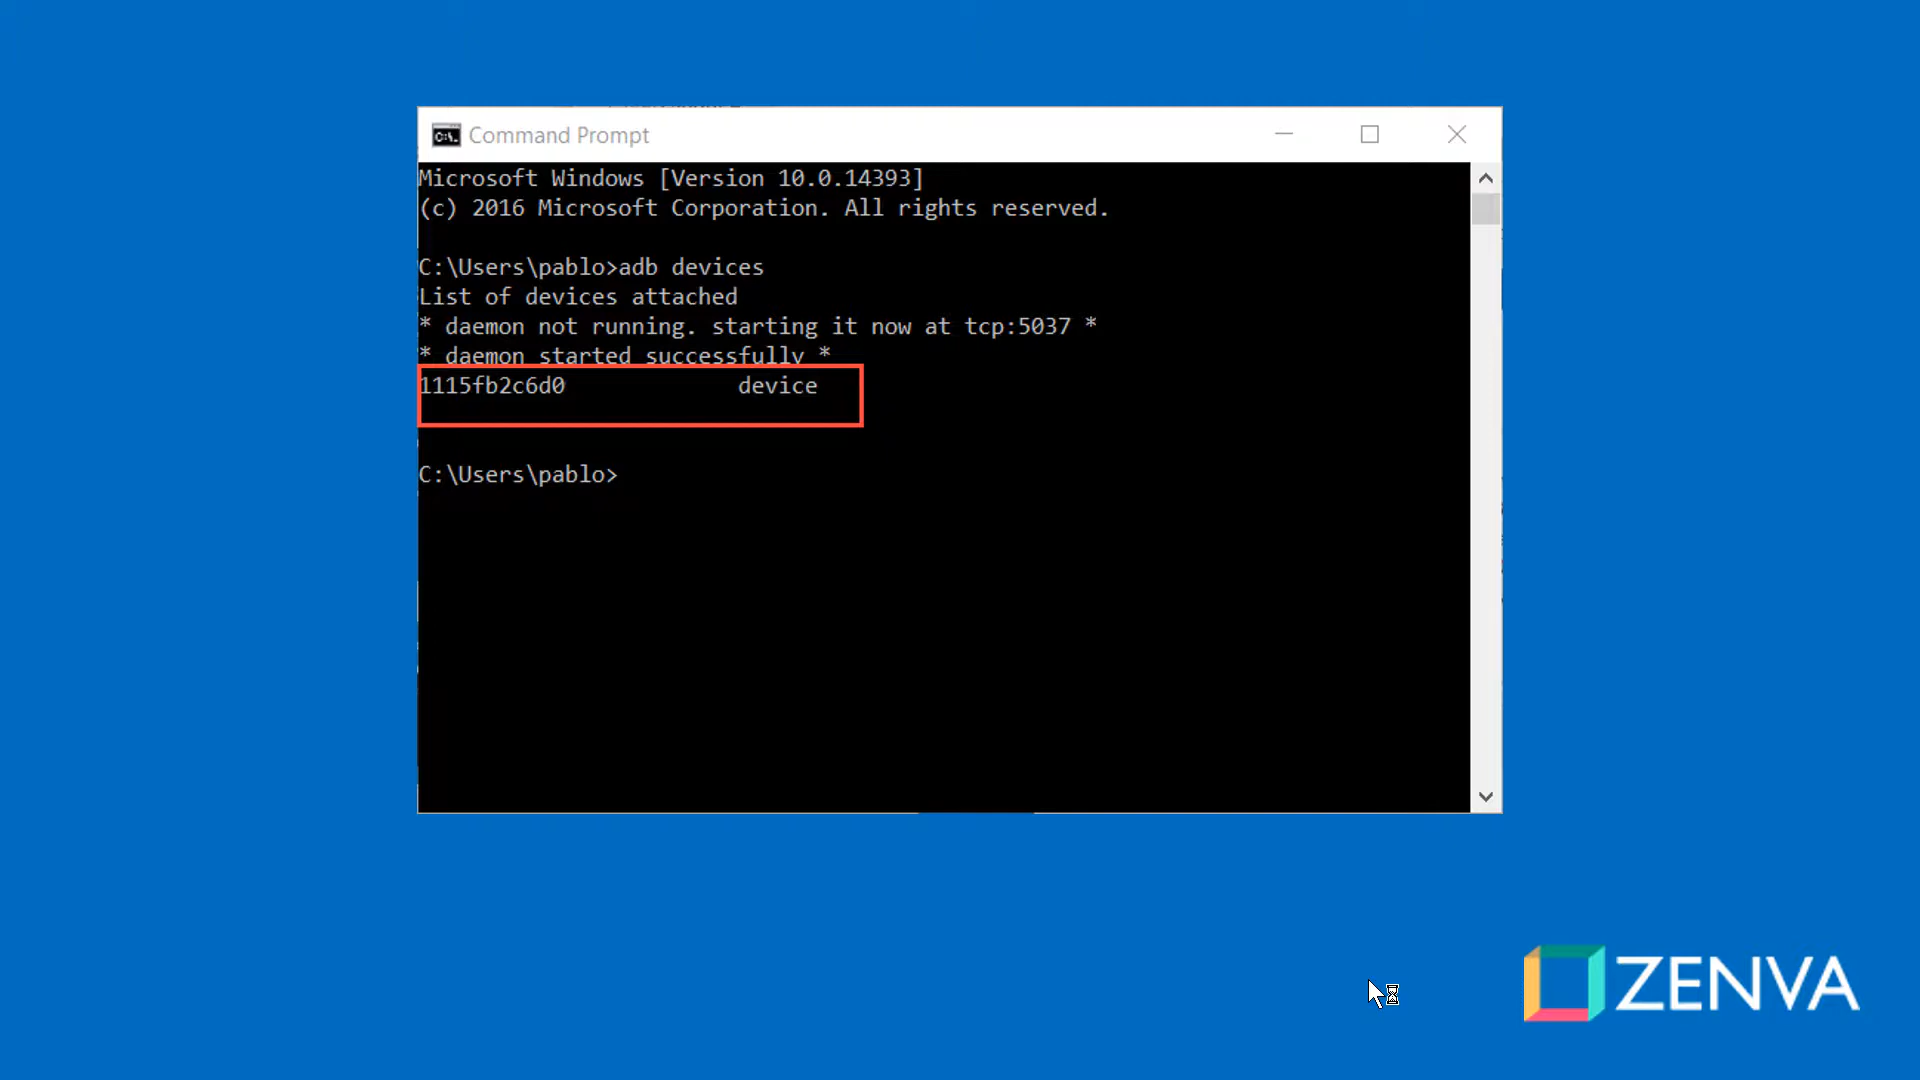 Command Prompt
Microsoft Windows [Version 10.0.14393]
(c) 2016 Microsoft Corporation. All rights reserved.
C:\Users\pablo>adb devices
List of devices attached
* daemon not running. starting it now at tcp:5037 *
* daemon started successfully *
1115fb2c6d0 device
C:\Users\pablo>
ZENVA